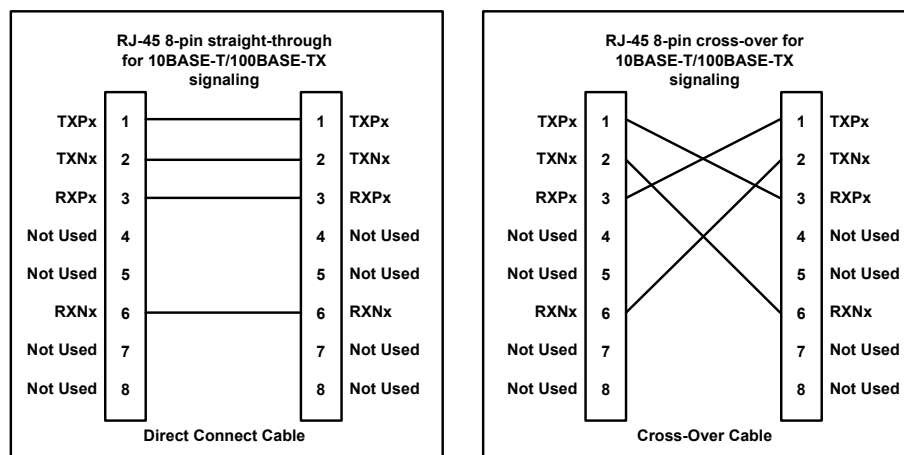 RJ-45 8-pin straight-through
for 10BASE-T/100BASE-TX
signaling
TXPx 1 1 TXPx
TXNx 2 2 TXNx
RXPx 3 3 RXPx
Not Used 4 4 Not Used
Not Used 5 5 Not Used
RXNx 6 6 RXNx
Not Used 7 7 Not Used
Not Used 8 8 Not Used
Direct Connect Cable
RJ-45 8-pin cross-over for
10BASE-T/100BASE-TX
signaling
TXPx 1 1 TXPx
TXNx 2 2 TXNx
RXPx 3 3 RXPx
Not Used 4 4 Not Used
Not Used 5 5 Not Used
RXNx 6 6 RXNx
Not Used 7 7 Not Used
Not Used 8 8 Not Used
Cross-Over Cable